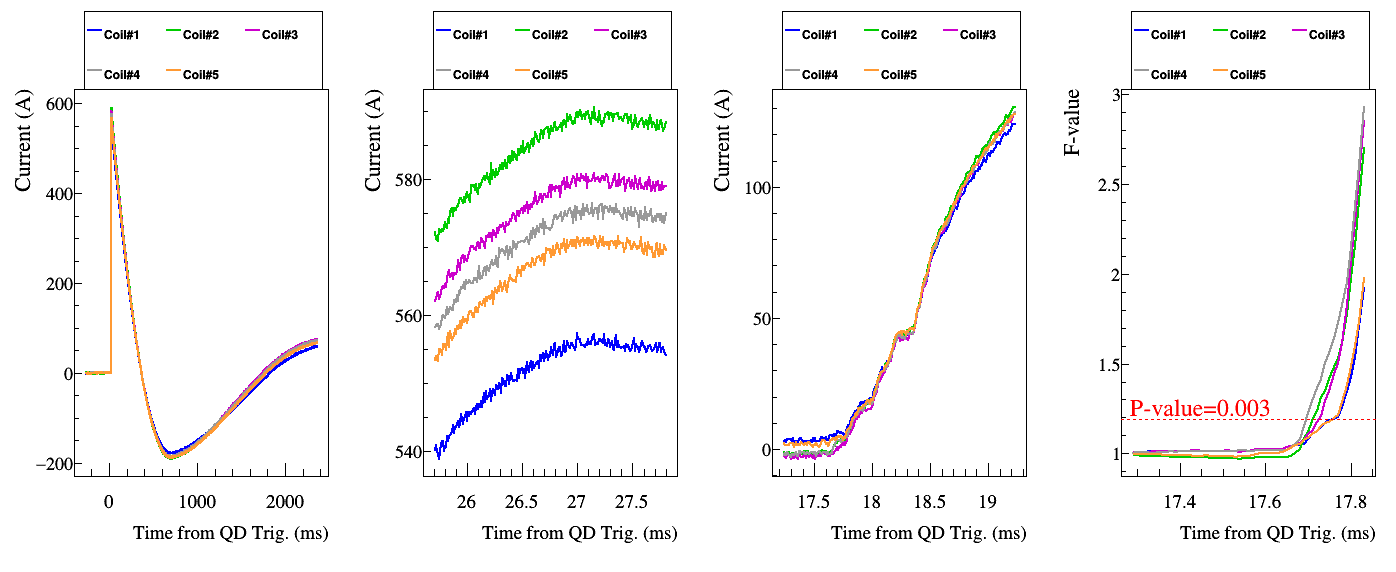 Coil#1 Coil#2 Coil#3
Coil#4 Coil#5
Current (A)
600
400
200
0
−200
0 1000 2000
Time from QD Trig. (ms)
Coil#1 Coil#2 Coil#3
Coil#4 Coil#5
Current (A)
580
560
540
26 26.5 27 27.5
Time from QD Trig. (ms)
Coil#1 Coil#2 Coil#3
Coil#4 Coil#5
Current (A)
100
50
0
17.5 18 18.5 19
Time from QD Trig. (ms)
Coil#1 Coil#2 Coil#3
Coil#4 Coil#5
F-value
3
2.5
2
1.5
1
P-value=0.003
17.4 17.6 17.8
Time from QD Trig. (ms)